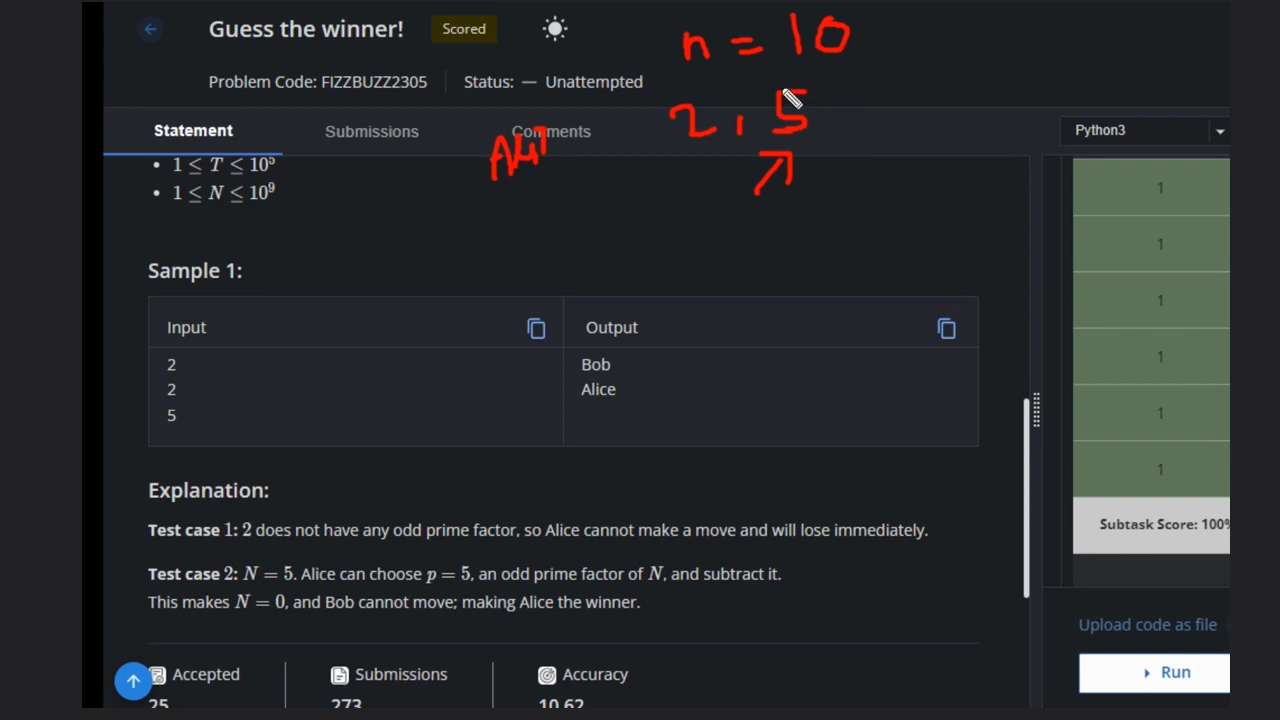 Guess the winner!
Scored
n = 10
Problem Code: FIZZBUZZ2305
Status: — Unattempted
2, 5
Statement
Submissions
Comments
Python3
• 1 ≤ T ≤ 10⁵
• 1 ≤ N ≤ 10⁹
1
1
1
1
1
1
Sample 1:
Input
Output
2
2
5
Bob
Alice
Explanation:
Test case 1: 2 does not have any odd prime factor, so Alice cannot make a move and will lose immediately.
Subtask Score: 100%
Test case 2: N = 5. Alice can choose p = 5, an odd prime factor of N, and subtract it.
This makes N = 0, and Bob cannot move; making Alice the winner.
Upload code as file
Accepted
Submissions
Accuracy
Run
25
273
10.62